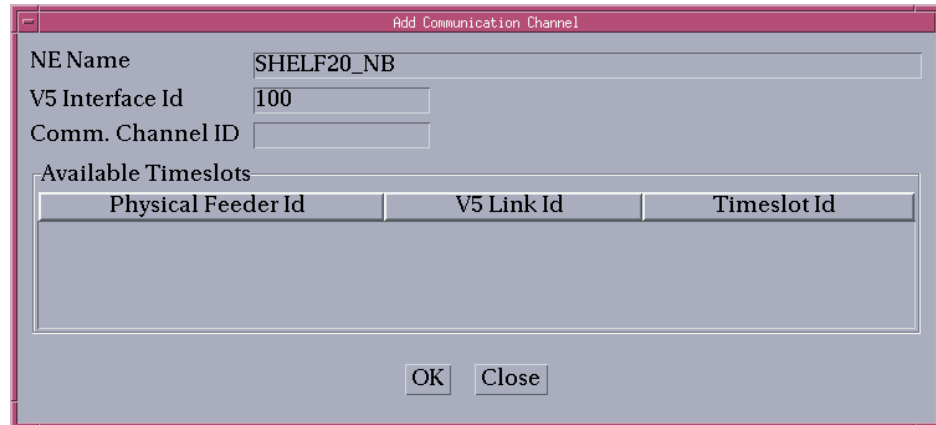 Add Communication Channel
NE Name SHELF20_NB
V5 Interface Id 100
Comm. Channel ID
Available Timeslots
Physical Feeder Id V5 Link Id Timeslot Id
OK Close